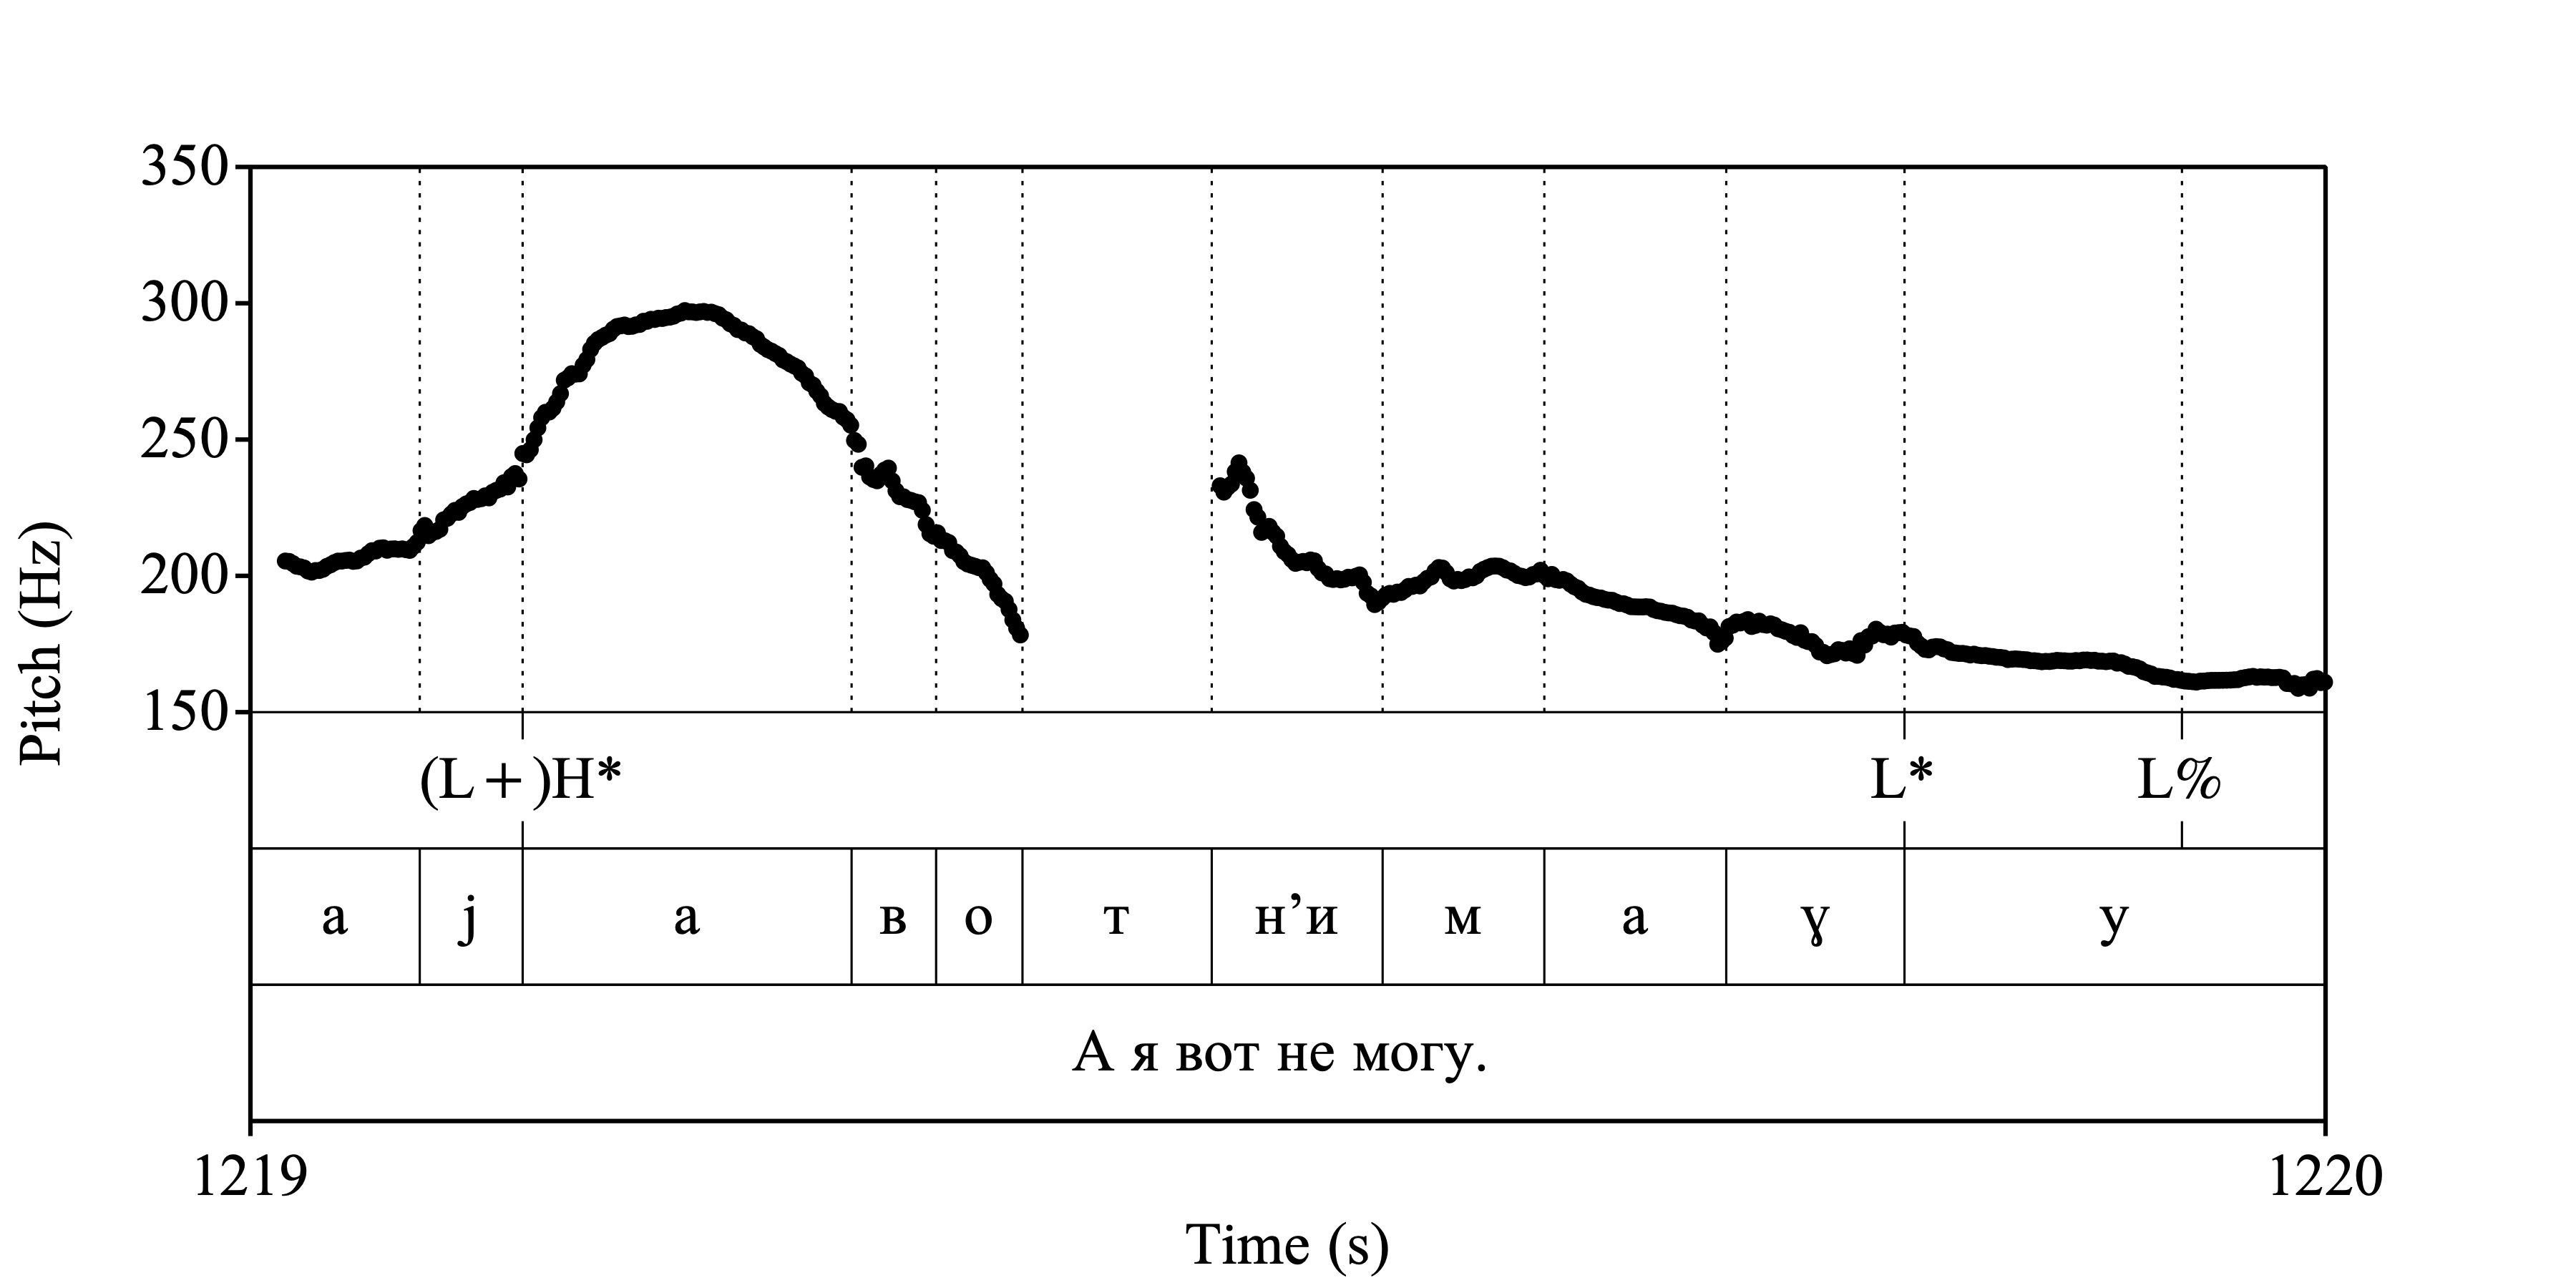 350
300
250
200
150
Pitch (Hz)
(L+)H* L* L%
а ј а в о т н’и м а ɣ у
А я вот не могу.
1219 1220
Time (s)